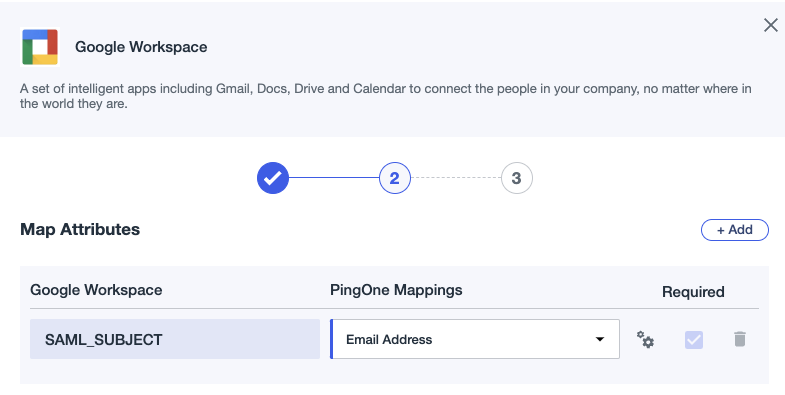 Google Workspace
A set of intelligent apps including Gmail, Docs, Drive and Calendar to connect the people in your company, no matter where in
the world they are.
2
3
Map Attributes
+ Add
Google Workspace
PingOne Mappings
Required
SAML_SUBJECT
Email Address